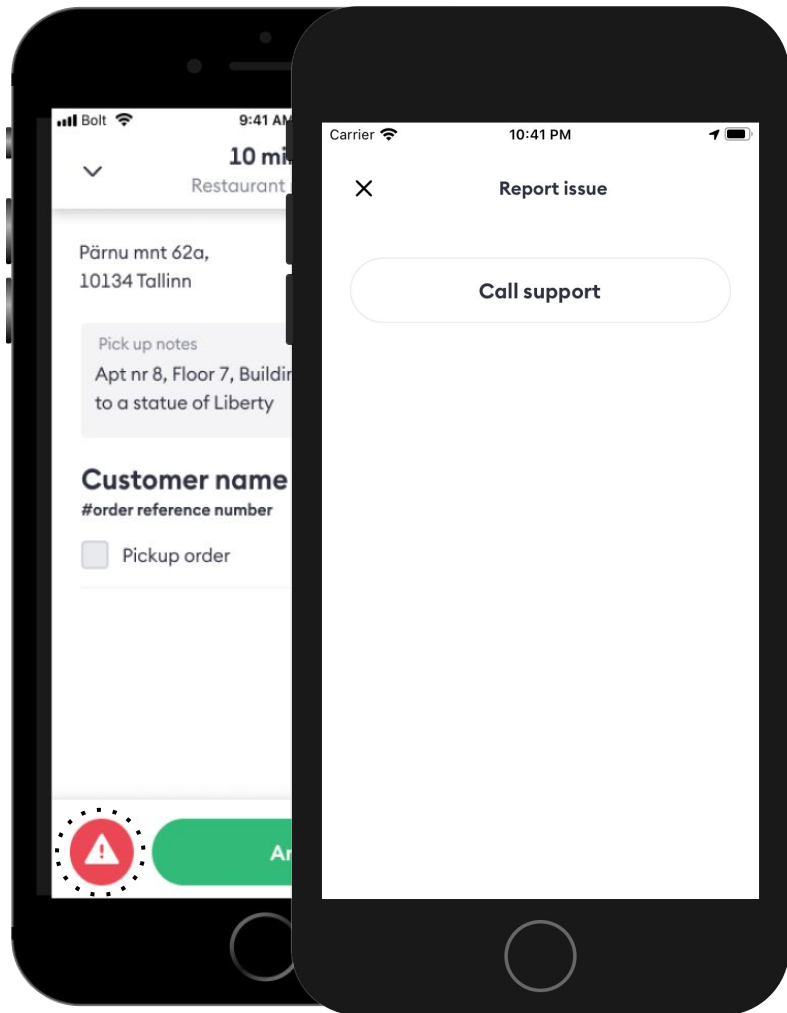 Bolt
9:41 AM
10 mi
Restaurant
Pärnu mnt 62a,
10134 Tallinn
Pick up notes
Apt nr 8, Floor 7, Buildin
to a statue of Liberty
Customer name
#order reference number
Pickup order
Ar
Carrier
10:41 PM
Report issue
Call support